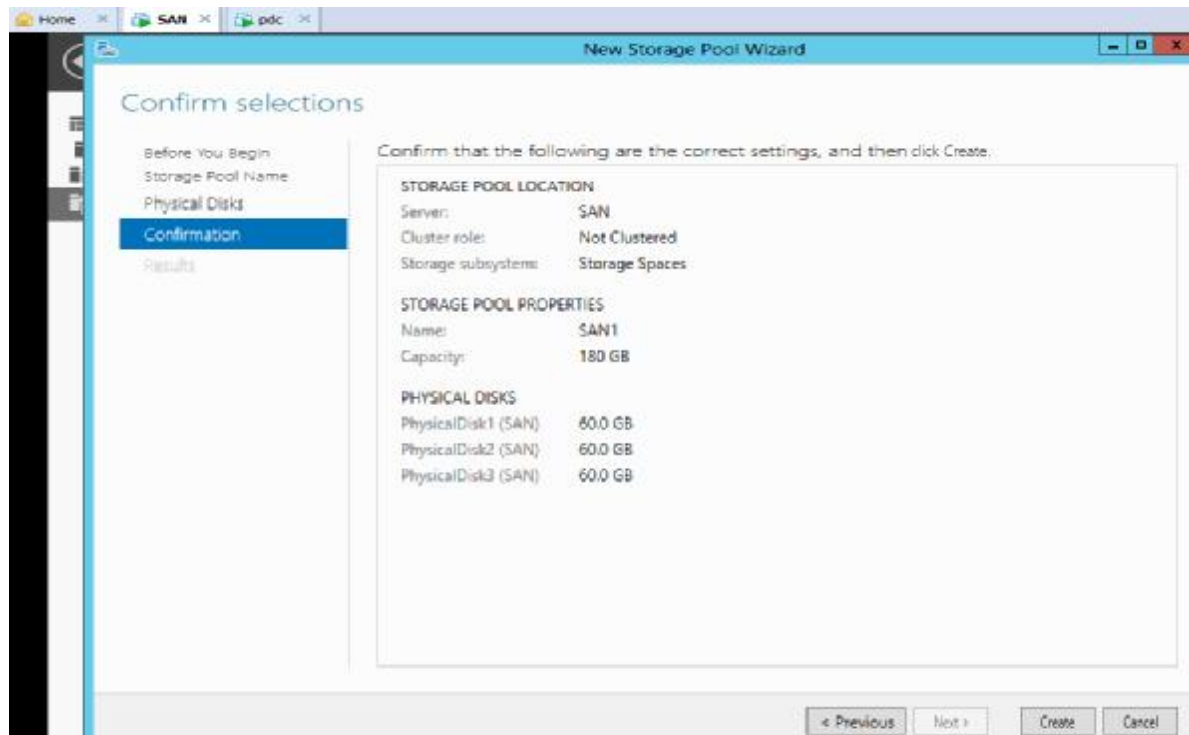 Home SAN pdc
New Storage Pool Wizard
Confirm selections
Before You Begin
Storage Pool Name
Physical Disks
Confirmation
Results
Confirm that the following are the correct settings, and then click Create.
STORAGE POOL LOCATION
Server: SAN
Cluster role: Not Clustered
Storage subsystem: Storage Spaces
STORAGE POOL PROPERTIES
Name: SAN1
Capacity: 180 GB
PHYSICAL DISKS
PhysicalDisk1 (SAN) 60.0 GB
PhysicalDisk2 (SAN) 60.0 GB
PhysicalDisk3 (SAN) 60.0 GB
< Previous Next > Create Cancel